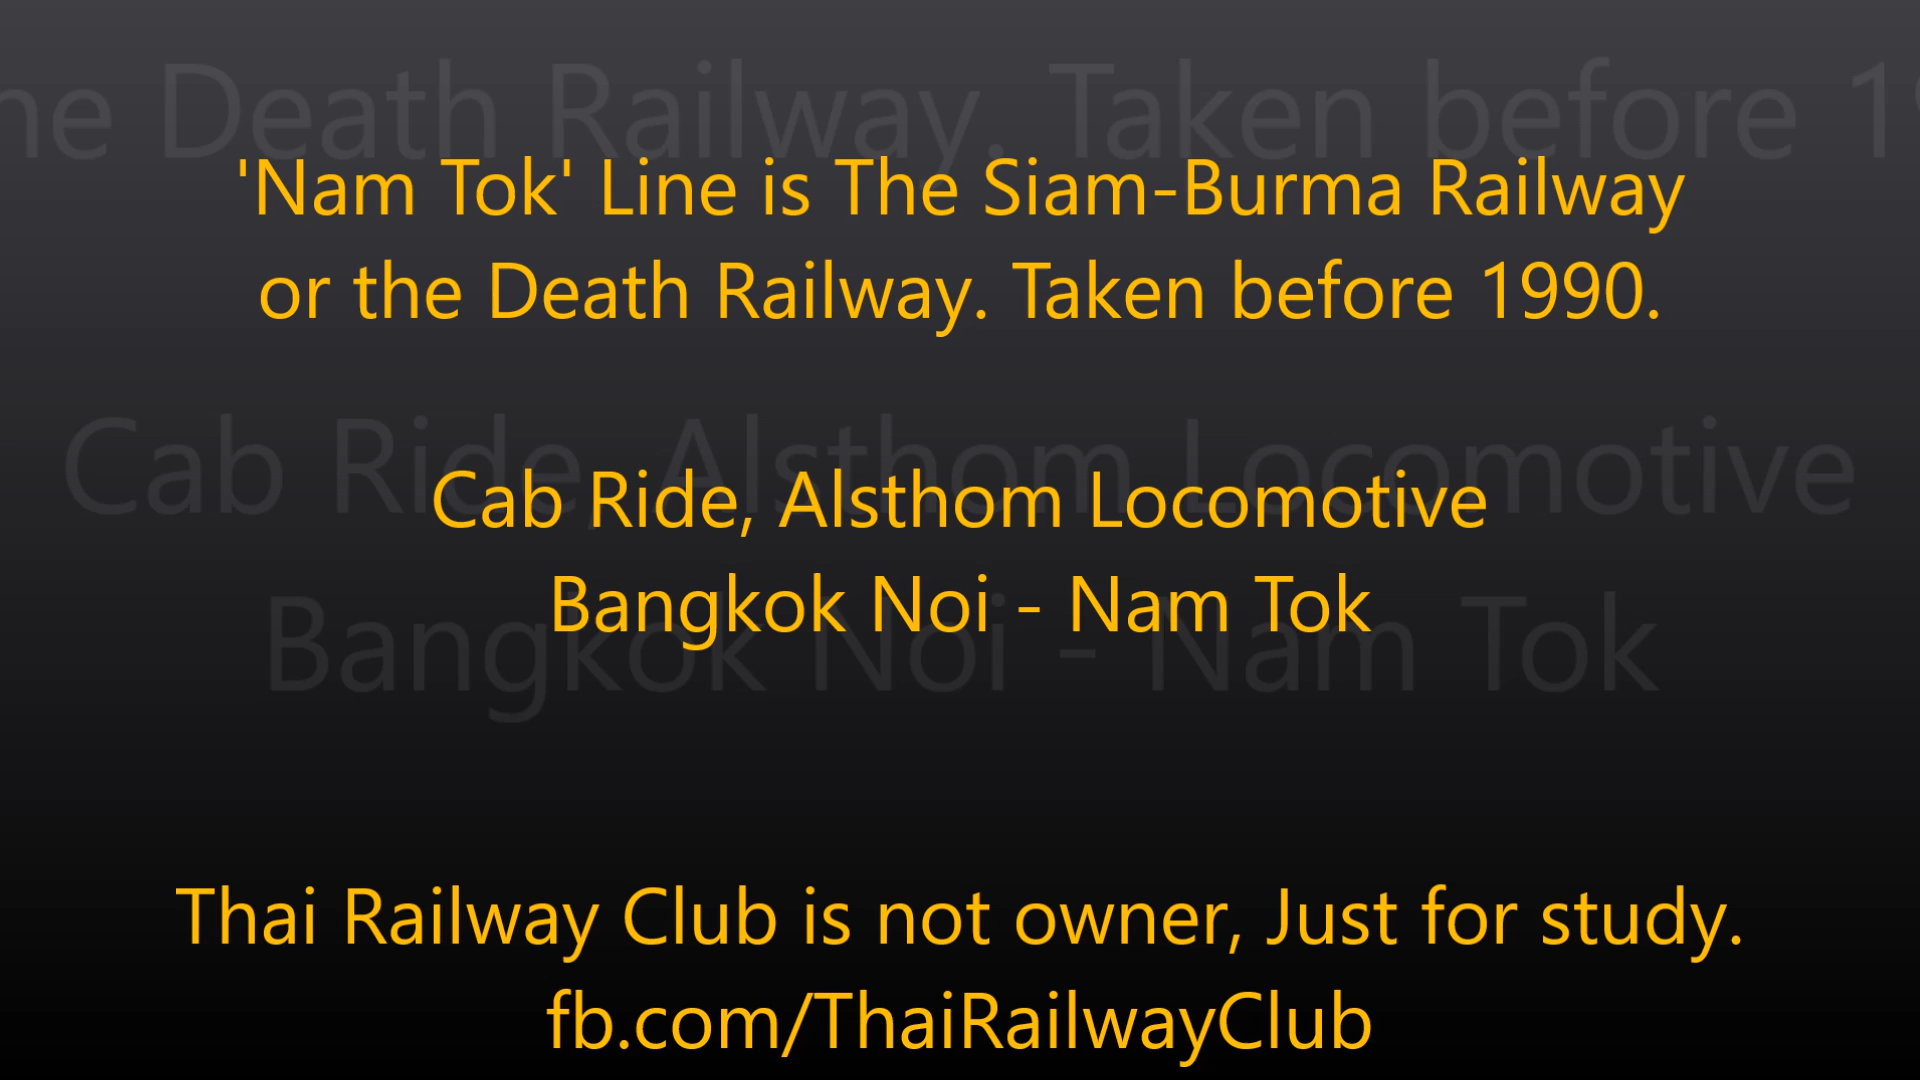 'Nam Tok' Line is The Siam-Burma Railway
or the Death Railway. Taken before 1990.
Cab Ride, Alsthom Locomotive
Bangkok Noi - Nam Tok
Thai Railway Club is not owner, Just for study.
fb.com/ThaiRailwayClub